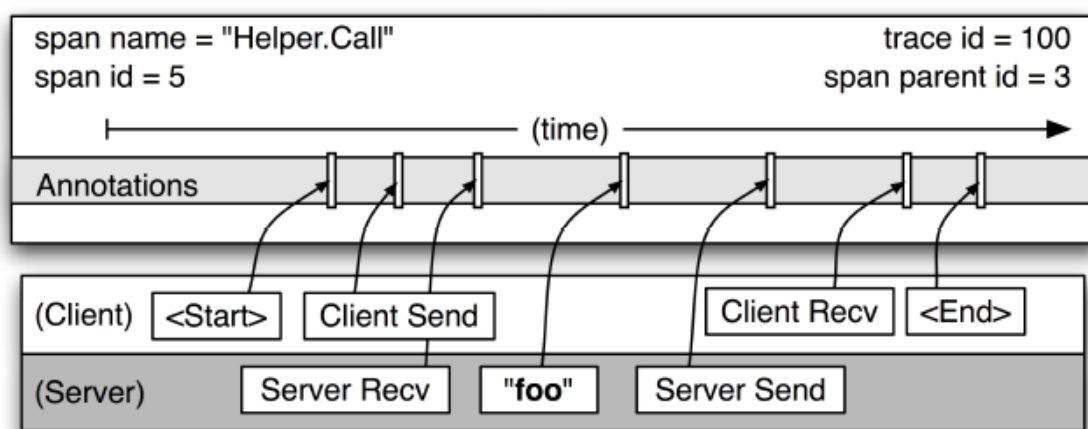 span name = "Helper.Call"
trace id = 100
span id = 5
span parent id = 3
(time)
Annotations
(Client)
<Start>
Client Send
Client Recv
<End>
(Server)
Server Recv
"foo"
Server Send